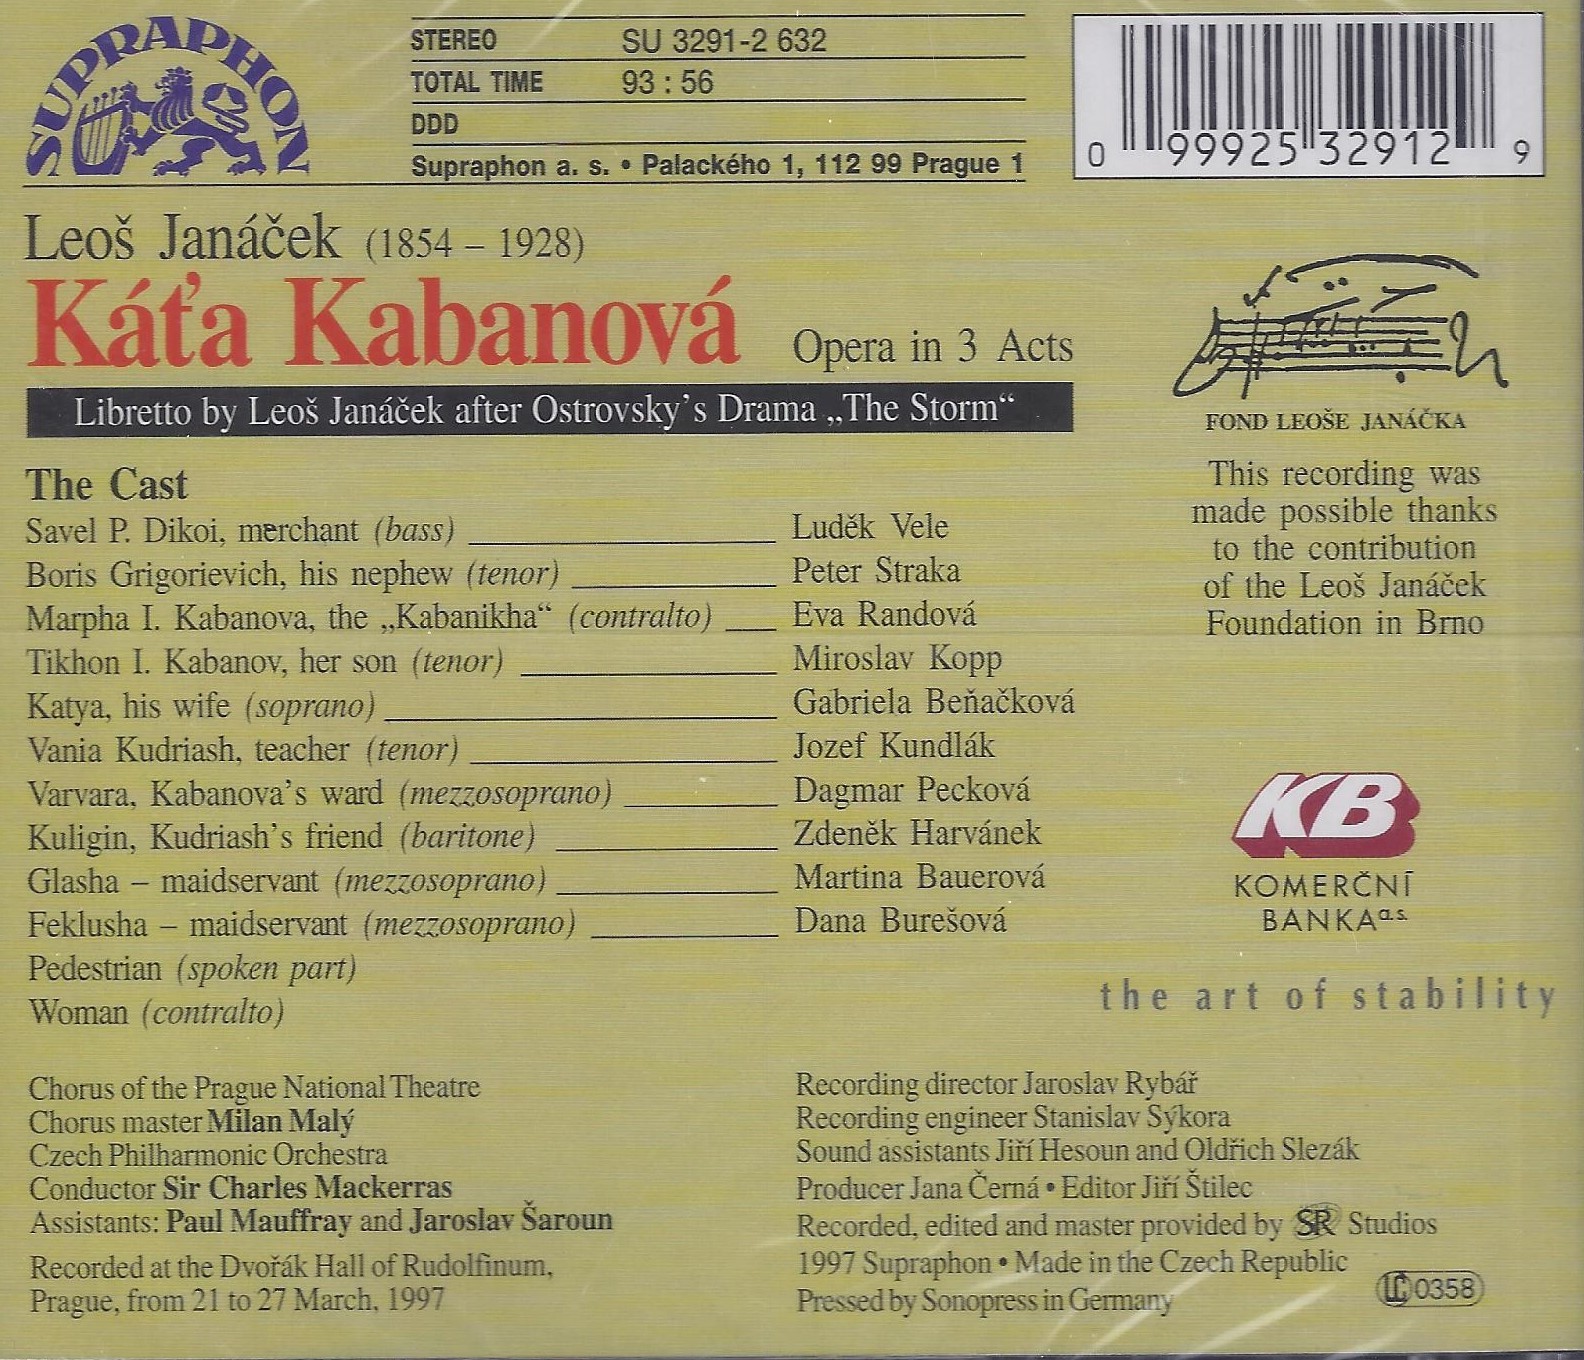 SUPRAPHON
STEREO SU 3291-2 632
TOTAL TIME 93 : 56
DDD
Supraphon a. s. • Palackého 1, 112 99 Prague 1
0 99925 32912 9
Leoš Janáček (1854 – 1928)
Káťa Kabanová Opera in 3 Acts
Libretto by Leoš Janáček after Ostrovsky's Drama „The Storm“
FOND LEOŠE JANÁČKA
This recording was
made possible thanks
to the contribution
of the Leoš Janáček
Foundation in Brno
The Cast
Savel P. Dikoi, merchant (bass) Luděk Vele
Boris Grigorievich, his nephew (tenor) Peter Straka
Marpha I. Kabanova, the „Kabanikha“ (contralto) Eva Randová
Tikhon I. Kabanov, her son (tenor) Miroslav Kopp
Katya, his wife (soprano) Gabriela Beňačková
Vania Kudriash, teacher (tenor) Jozef Kundlák
Varvara, Kabanova's ward (mezzosoprano) Dagmar Pecková
Kuligin, Kudriash's friend (baritone) Zdeněk Harvánek
Glasha – maidservant (mezzosoprano) Martina Bauerová
Feklusha – maidservant (mezzosoprano) Dana Burešová
Pedestrian (spoken part)
Woman (contralto)
KB
KOMERČNÍ
BANKA a.s.
the art of stability
Chorus of the Prague National Theatre
Chorus master Milan Malý
Czech Philharmonic Orchestra
Conductor Sir Charles Mackerras
Assistants: Paul Mauffray and Jaroslav Šaroun
Recorded at the Dvořák Hall of Rudolfinum,
Prague, from 21 to 27 March, 1997
Recording director Jaroslav Rybář
Recording engineer Stanislav Sýkora
Sound assistants Jiří Hesoun and Oldřich Slezák
Producer Jana Černá • Editor Jiří Štilec
Recorded, edited and master provided by SR Studios
1997 Supraphon • Made in the Czech Republic
Pressed by Sonopress in Germany
LC 0358